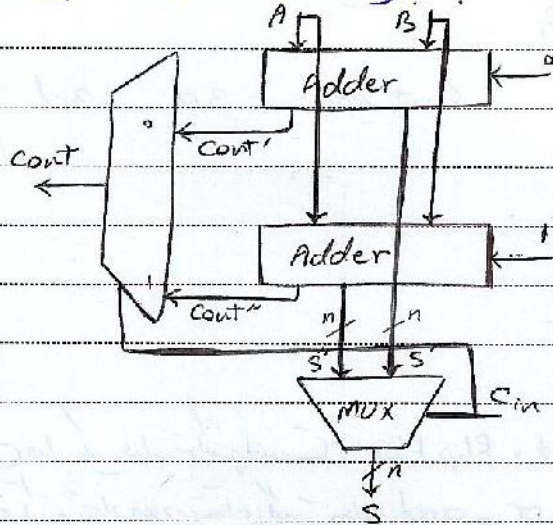 A B
Adder 0
0
Cout'
Cout
Adder 1
1
Cout"
n n
S" S'
MUX Cin
n
S